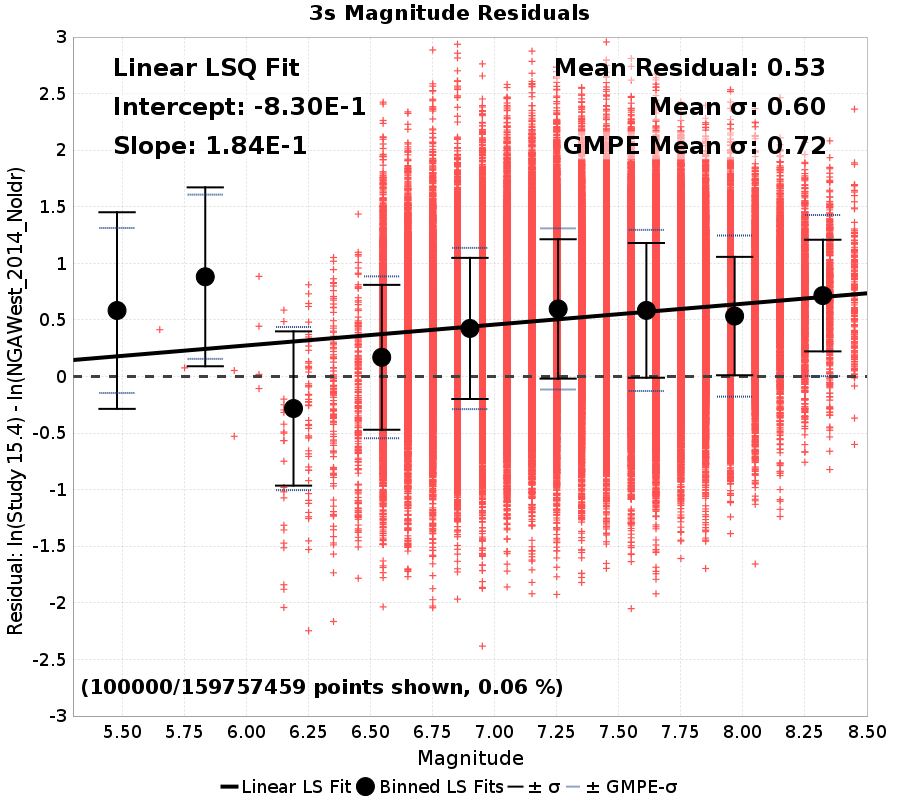 3s Magnitude Residuals
Linear LSQ Fit
Intercept: -8.30E-1
Slope: 1.84E-1
Mean Residual: 0.53
Mean σ: 0.60
GMPE Mean σ: 0.72
Residual: ln(Study 15.4) - ln(NGAWest_2014_NoIdr)
3
2.5
2
1.5
1
0.5
0
-0.5
-1
-1.5
-2
-2.5
-3
(100000/159757459 points shown, 0.06 %)
5.50 5.75 6.00 6.25 6.50 6.75 7.00 7.25 7.50 7.75 8.00 8.25 8.50
Magnitude
Linear LS Fit Binned LS Fits ± σ ± GMPE-σ